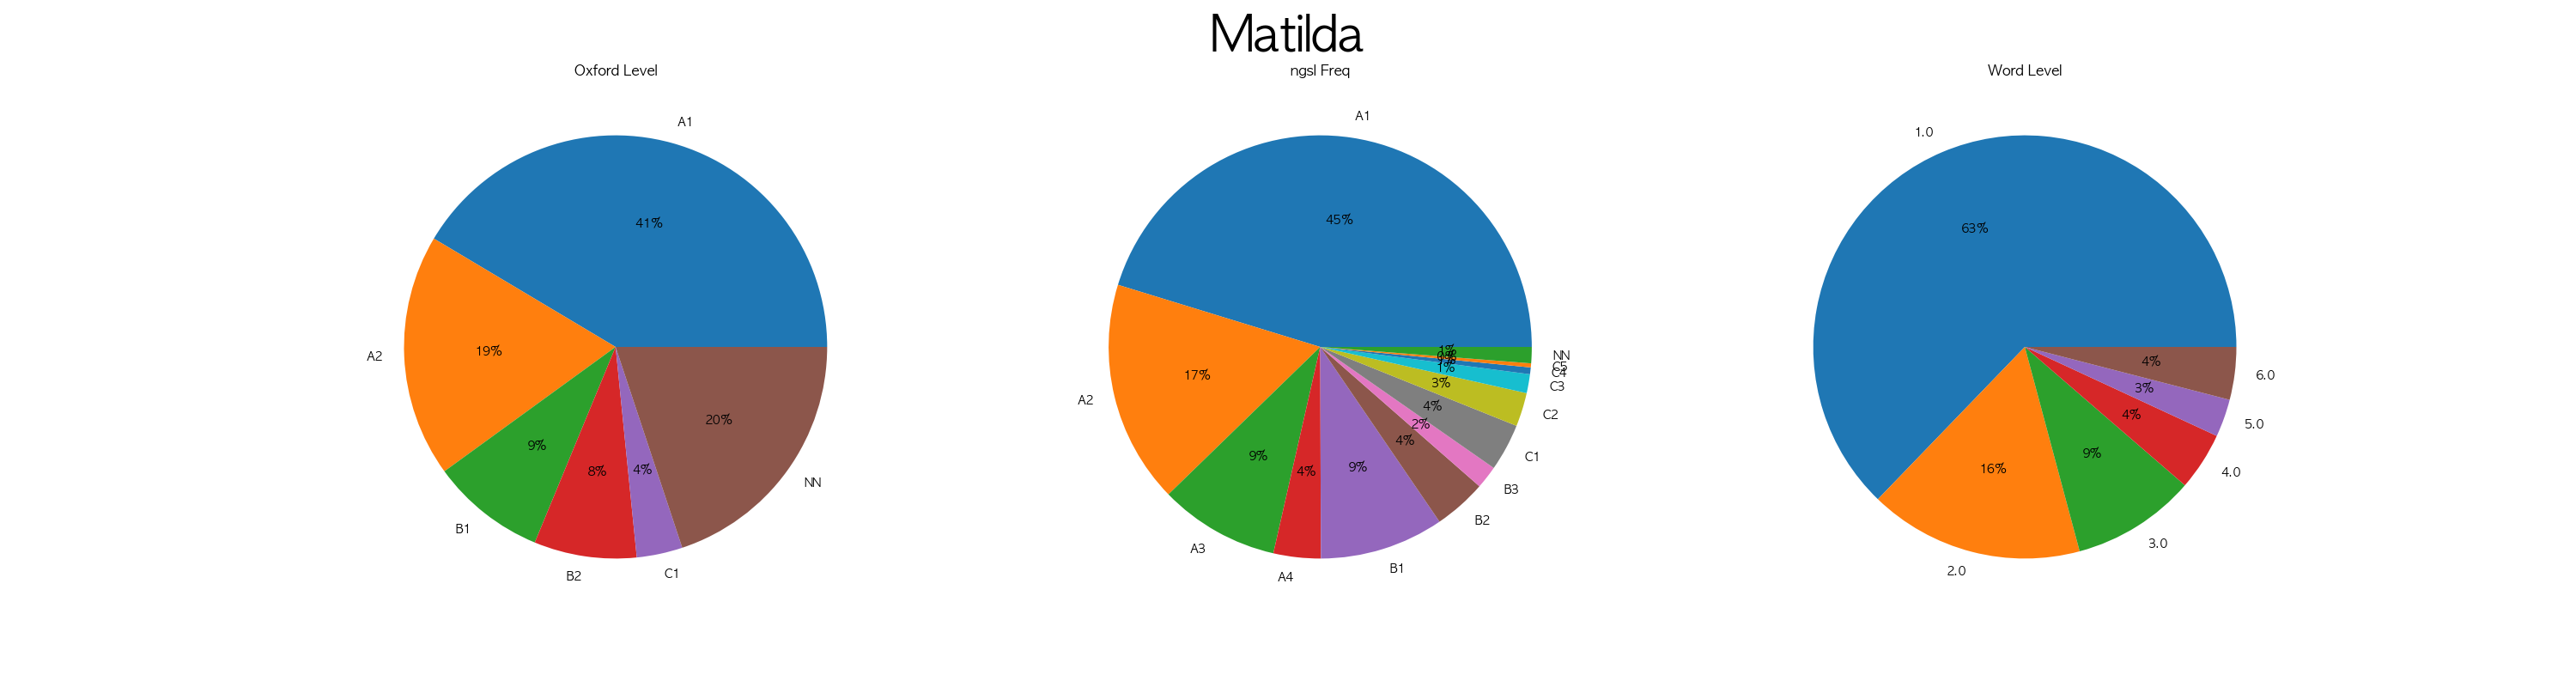 Matilda
Oxford Level
A1
41%
A2
19%
B1
9%
B2
8%
C1
4%
NN
20%
ngsl Freq
A1
45%
A2
17%
A3
9%
A4
4%
B1
9%
B2
4%
B3
2%
C1
4%
C2
3%
C3
1%
C4
C5
NN
1%
Word Level
1.0
63%
2.0
16%
3.0
9%
4.0
4%
5.0
3%
6.0
4%